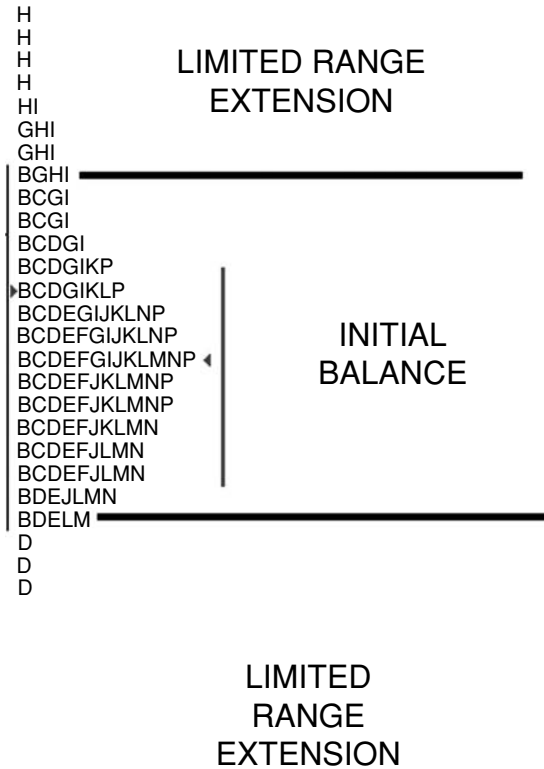 H
H
H
H
HI
GHI
GHI
BGHI
BCGI
BCGI
BCDGI
BCDGIKP
BCDGIKLP
BCDEGIJKLNP
BCDEFGIJKLNP
BCDEFGIJKLMNP
BCDEFJKLMNP
BCDEFJKLMNP
BCDEFJKLMN
BCDEFJLMN
BCDEFJLMN
BDEJLMN
BDELM
D
D
D
LIMITED RANGE
EXTENSION
INITIAL
BALANCE
LIMITED
RANGE
EXTENSION